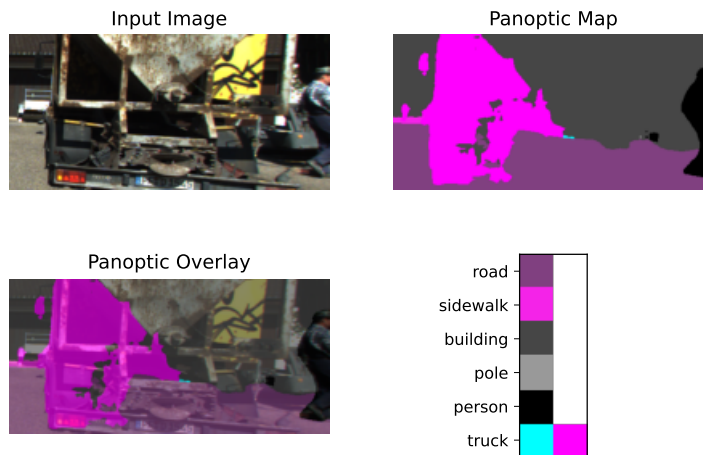 Input Image
Panoptic Map
Panoptic Overlay
road
sidewalk
building
pole
person
truck